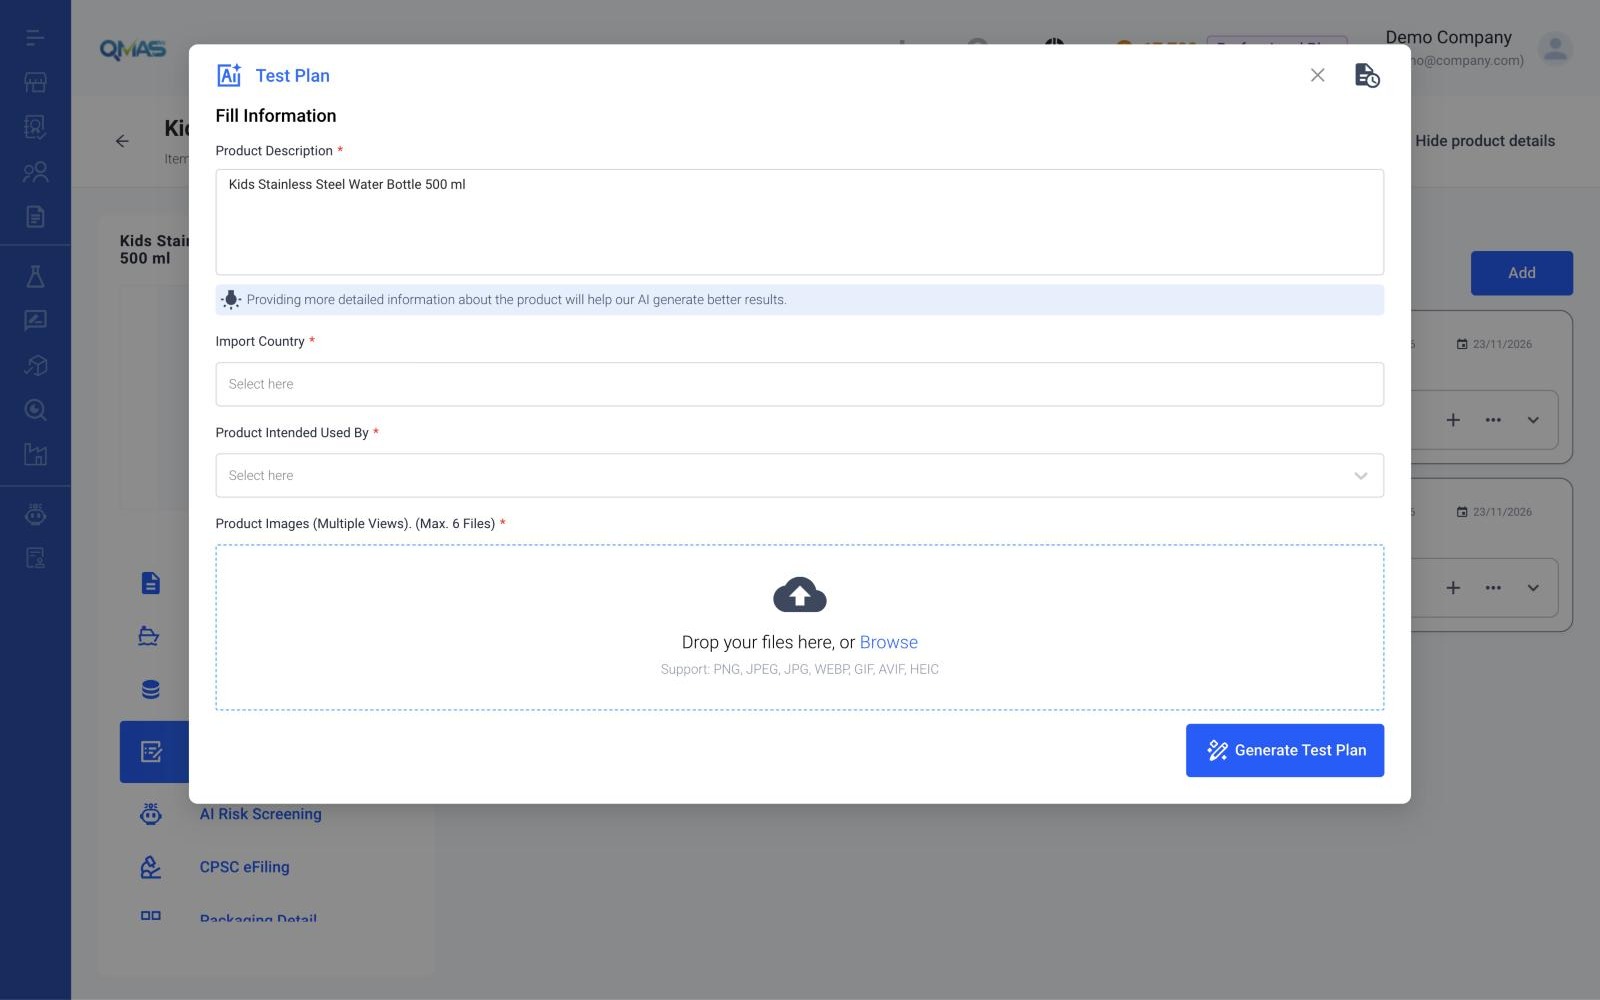 QMAS
Demo Company
no@company.com)
Test Plan
Fill Information
Hide product details
Product Description *
Kids Stainless Steel Water Bottle 500 ml
500 ml
Providing more detailed information about the product will help our AI generate better results.
Add
Import Country *
Select here
23/11/2026
Product Intended Used By *
Select here
Product Images (Multiple Views). (Max. 6 Files) *
23/11/2026
Drop your files here, or Browse
Support: PNG, JPEG, JPG, WEBP, GIF, AVIF, HEIC
Generate Test Plan
AI Risk Screening
CPSC eFiling
Packaging Detail